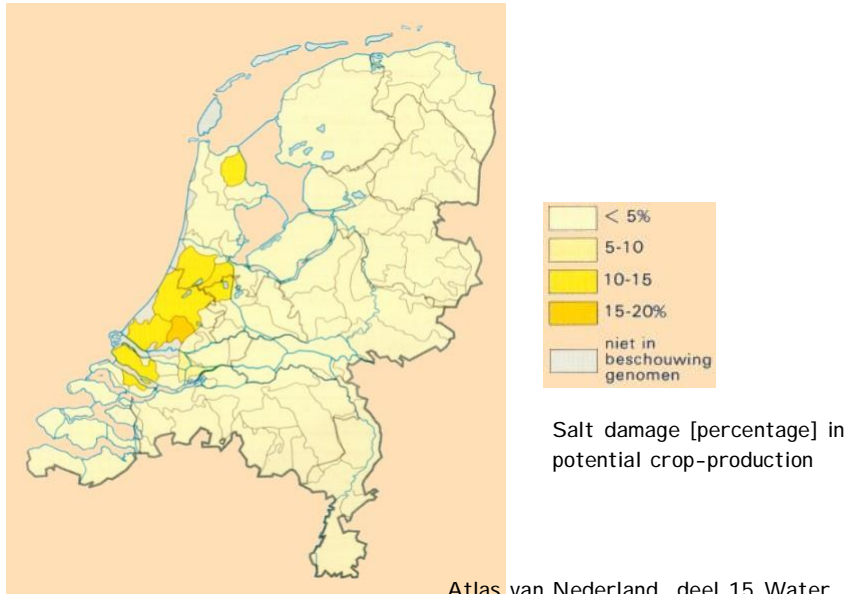 < 5%
5-10
10-15
15-20%
niet in
beschouwing
genomen
Salt damage [percentage] in
potential crop-production
Atlas van Nederland, deel 15 Water